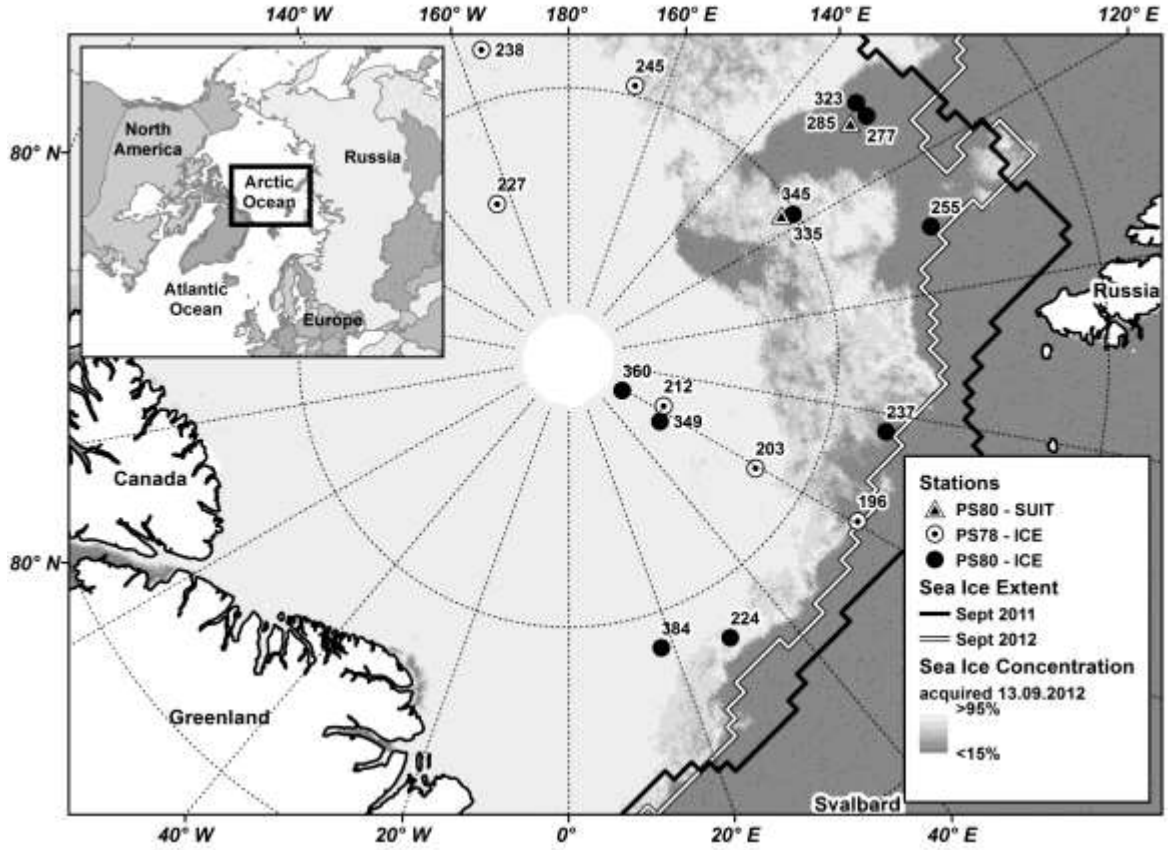 140° W
160° W
180°
160° E
140° E
120° E
238
245
323
285
277
North
America
Russia
Arctic
Ocean
Atlantic
Ocean
Europe
80° N
227
345
335
255
Russia
360
212
349
237
203
196
Canada
80° N
384
224
Greenland
Svalbard
Stations
PS80 - SUIT
PS78 - ICE
PS80 - ICE
Sea Ice Extent
Sept 2011
Sept 2012
Sea Ice Concentration
acquired 13.09.2012
>95%
<15%
40° W
20° W
0°
20° E
40° E